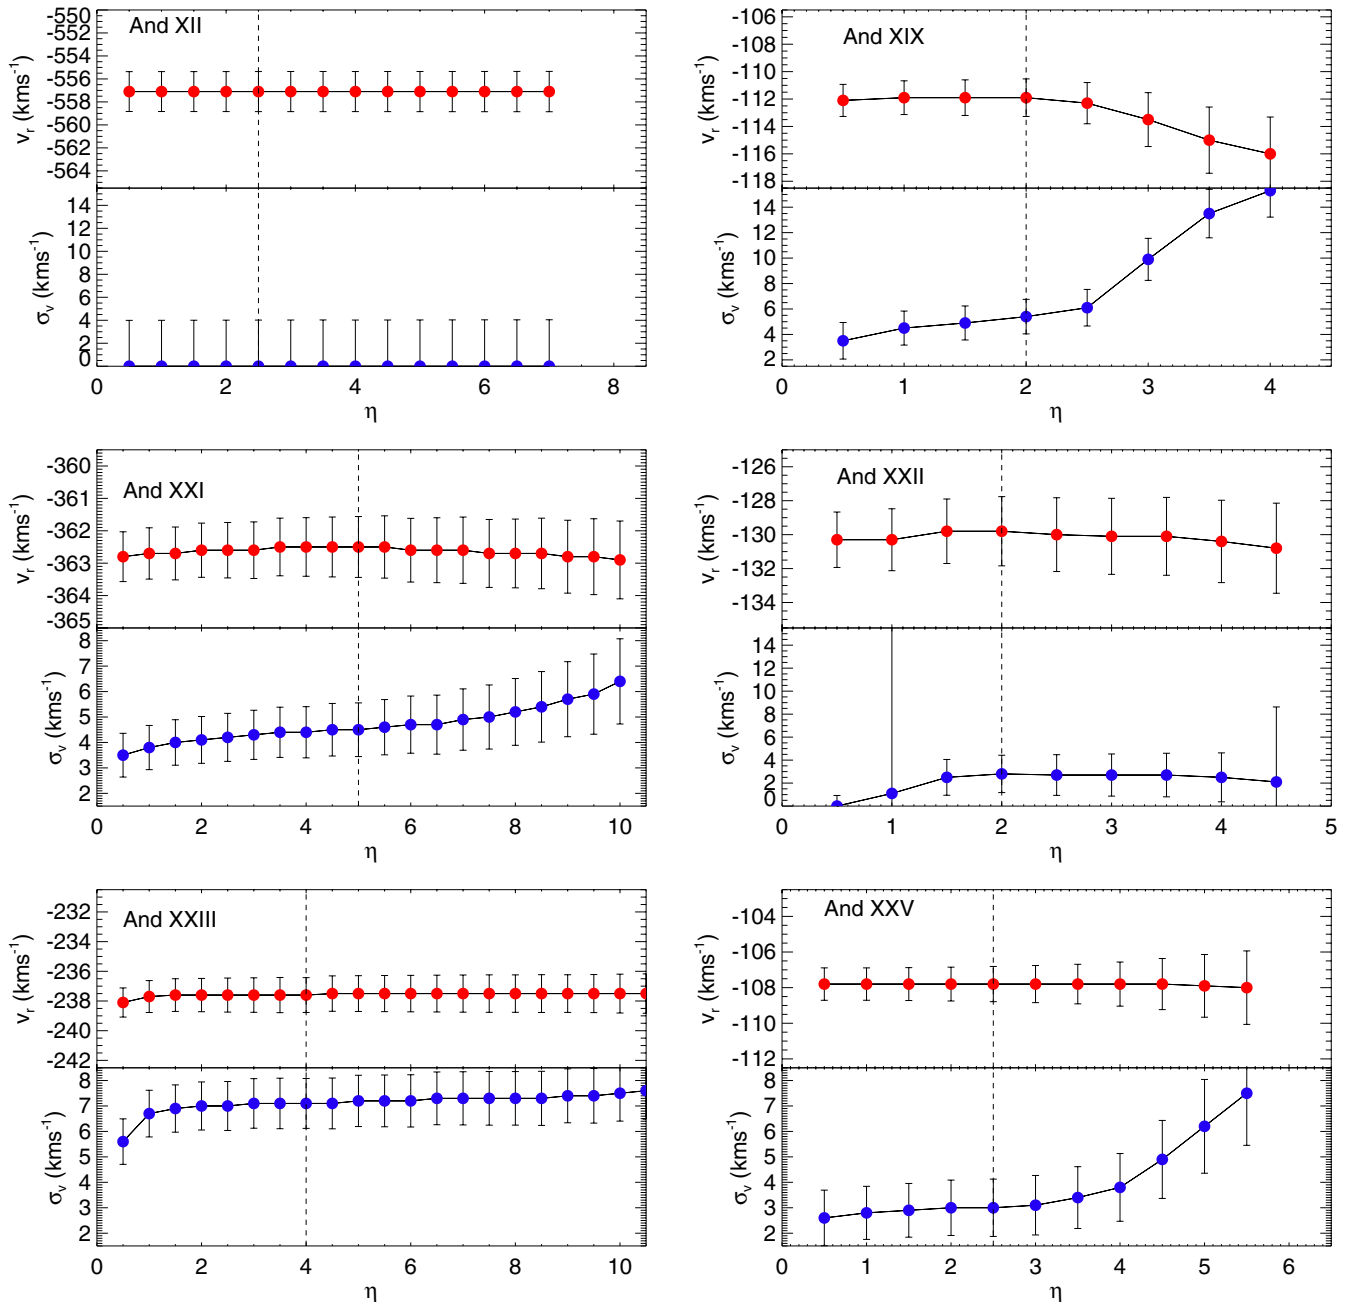 And XII
-550
-552
-554
-556
-558
-560
-562
-564
vr (kms-1)
14
12
10
8
6
4
2
0
σv (kms-1)
0 2 4 6 8
η
And XIX
-106
-108
-110
-112
-114
-116
-118
vr (kms-1)
14
12
10
8
6
4
2
σv (kms-1)
0 1 2 3 4
η
And XXI
-360
-361
-362
-363
-364
-365
vr (kms-1)
8
7
6
5
4
3
2
σv (kms-1)
0 2 4 6 8 10
η
And XXII
-126
-128
-130
-132
-134
vr (kms-1)
14
12
10
8
6
4
2
0
σv (kms-1)
0 1 2 3 4 5
η
And XXIII
-232
-234
-236
-238
-240
-242
vr (kms-1)
8
7
6
5
4
3
2
σv (kms-1)
0 2 4 6 8 10
η
And XXV
-104
-106
-108
-110
-112
vr (kms-1)
8
7
6
5
4
3
2
σv (kms-1)
0 1 2 3 4 5 6
η